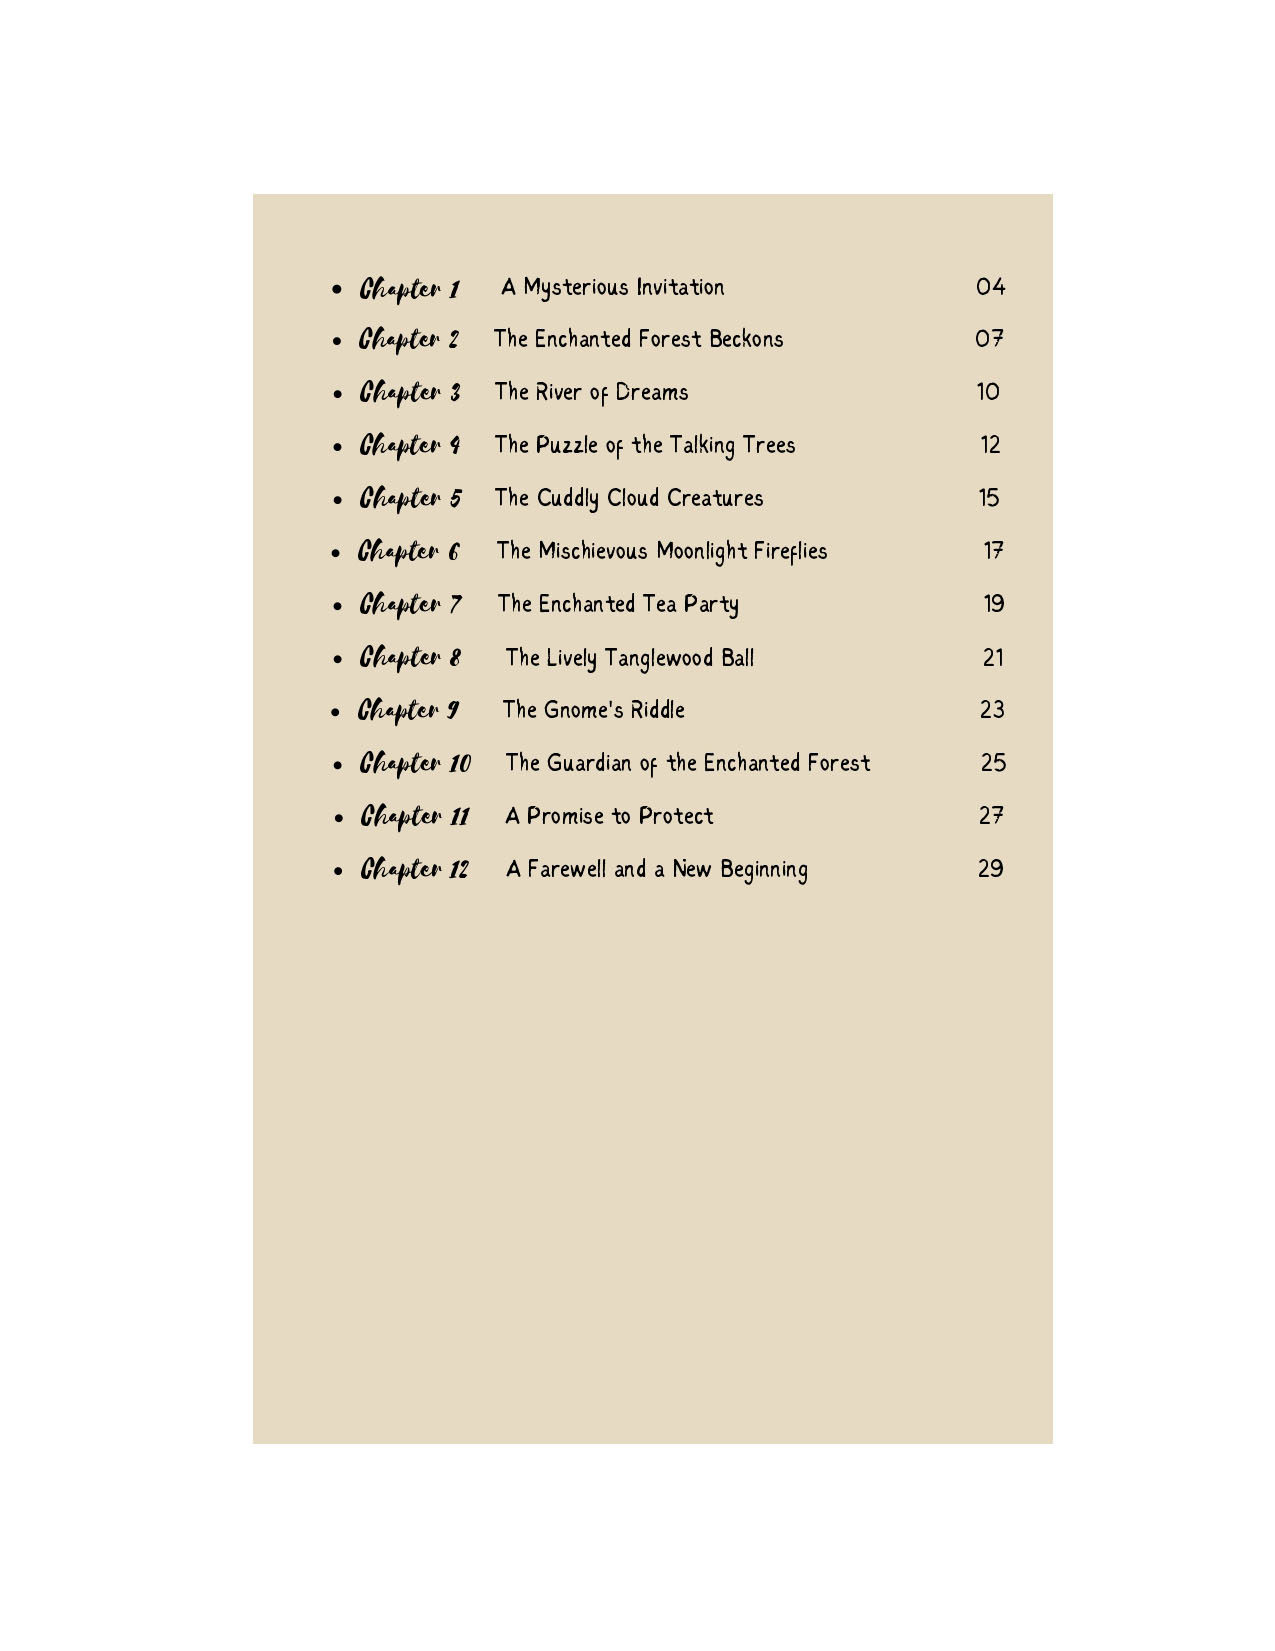 • Chapter 1 A Mysterious Invitation 04
• Chapter 2 The Enchanted Forest Beckons 07
• Chapter 3 The River of Dreams 10
• Chapter 4 The Puzzle of the Talking Trees 12
• Chapter 5 The Cuddly Cloud Creatures 15
• Chapter 6 The Mischievous Moonlight Fireflies 17
• Chapter 7 The Enchanted Tea Party 19
• Chapter 8 The Lively Tanglewood Ball 21
• Chapter 9 The Gnome's Riddle 23
• Chapter 10 The Guardian of the Enchanted Forest 25
• Chapter 11 A Promise to Protect 27
• Chapter 12 A Farewell and a New Beginning 29